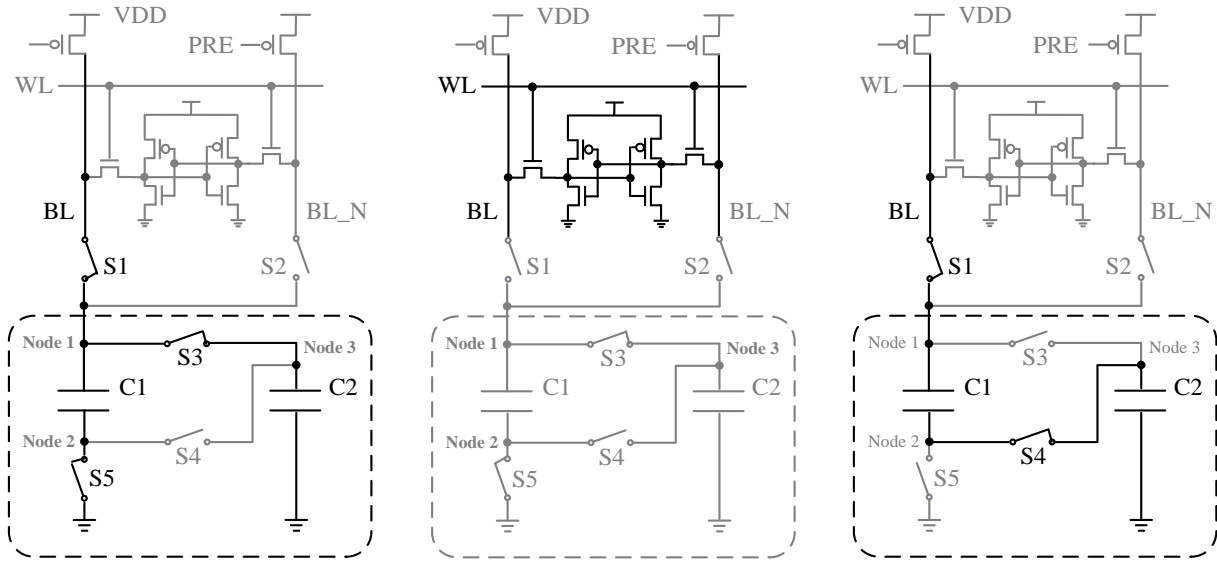 VDD
PRE
WL
BL
BL_N
S1
S2
Node 1
S3
Node 3
C1
C2
Node 2
S4
S5
VDD
PRE
WL
BL
BL_N
S1
S2
Node 1
S3
Node 3
C1
C2
Node 2
S4
S5
VDD
PRE
WL
BL
BL_N
S1
S2
Node 1
S3
Node 3
C1
C2
Node 2
S4
S5